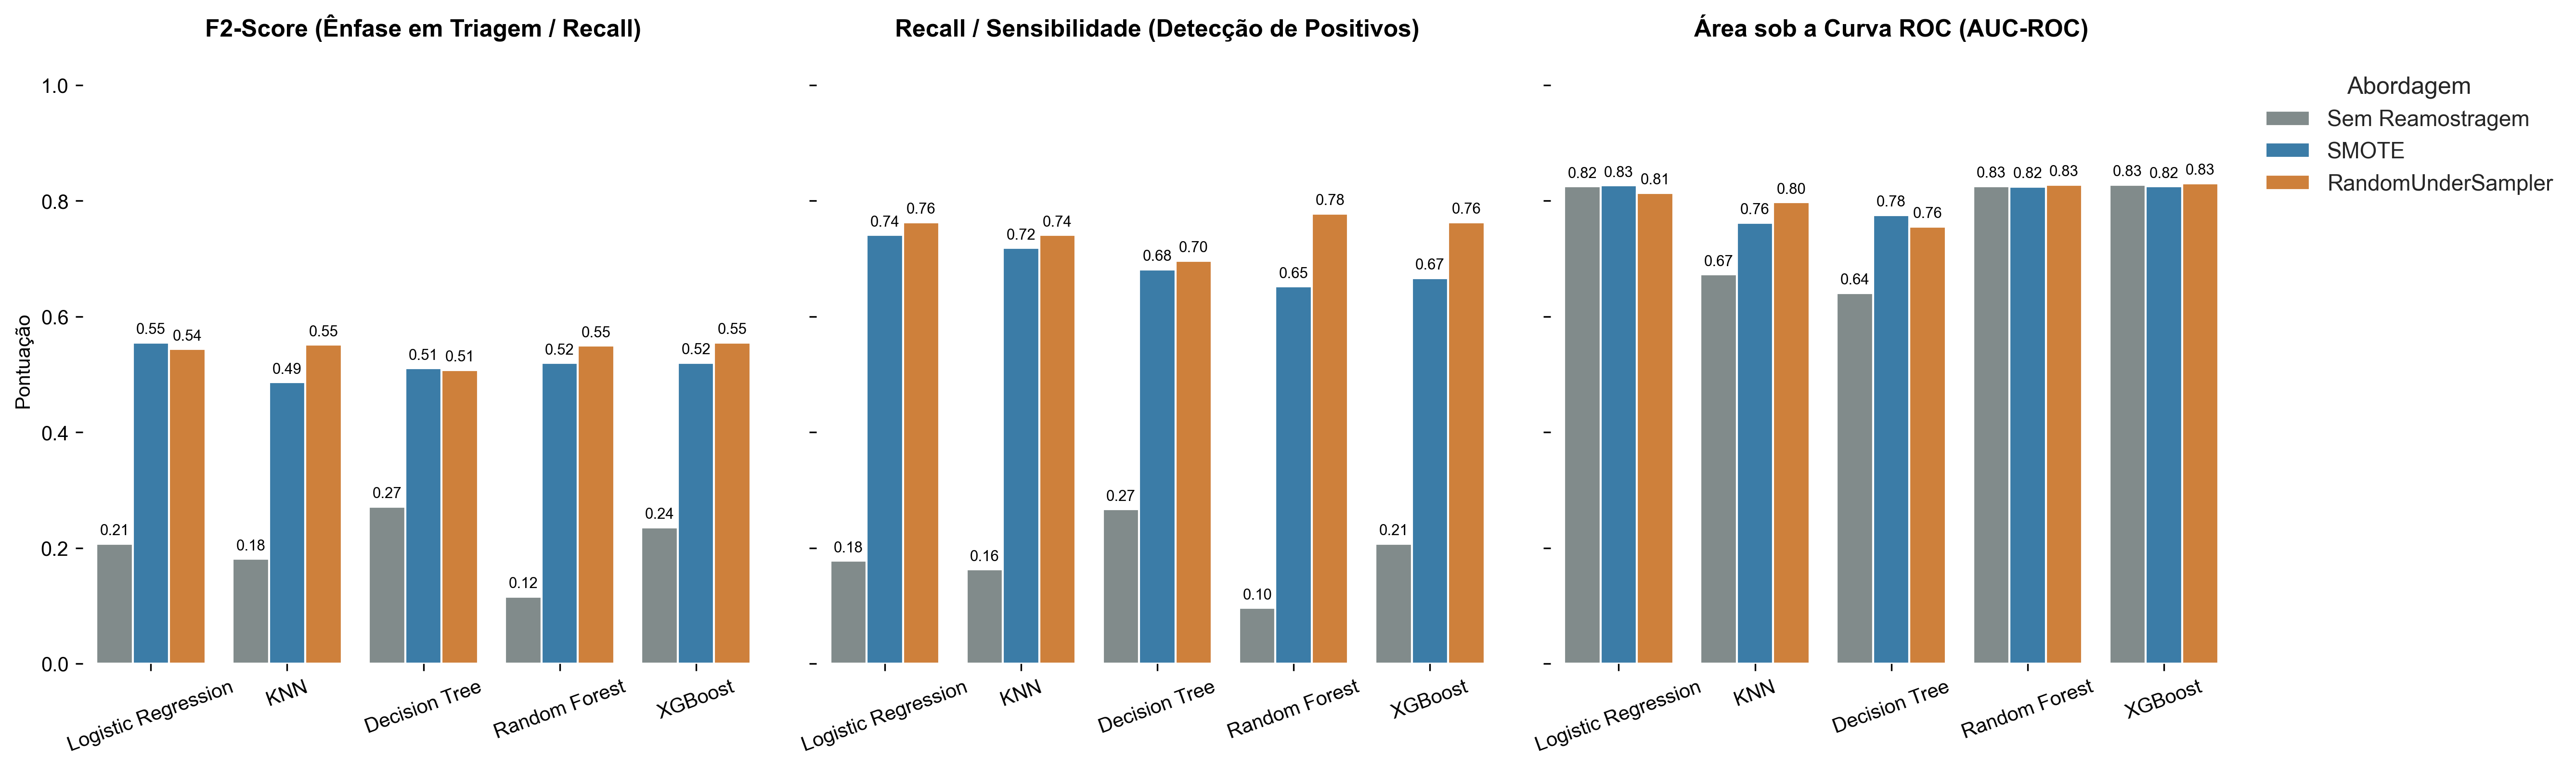 F2-Score (Ênfase em Triagem / Recall)
Pontuação
1.0
0.8
0.6
0.4
0.2
0.0
0.21
0.55
0.54
0.18
0.49
0.55
0.27
0.51
0.51
0.12
0.52
0.55
0.24
0.52
0.55
Logistic Regression
KNN
Decision Tree
Random Forest
XGBoost
Recall / Sensibilidade (Detecção de Positivos)
0.18
0.74
0.76
0.16
0.72
0.74
0.27
0.68
0.70
0.10
0.65
0.78
0.21
0.67
0.76
Logistic Regression
KNN
Decision Tree
Random Forest
XGBoost
Área sob a Curva ROC (AUC-ROC)
0.82
0.83
0.81
0.67
0.76
0.80
0.64
0.78
0.76
0.83
0.82
0.83
0.83
0.82
0.83
Logistic Regression
KNN
Decision Tree
Random Forest
XGBoost
Abordagem
Sem Reamostragem
SMOTE
RandomUnderSampler